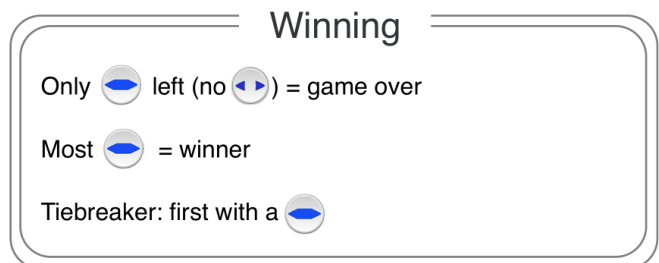 Winning
Only left (no ) = game over
Most = winner
Tiebreaker: first with a